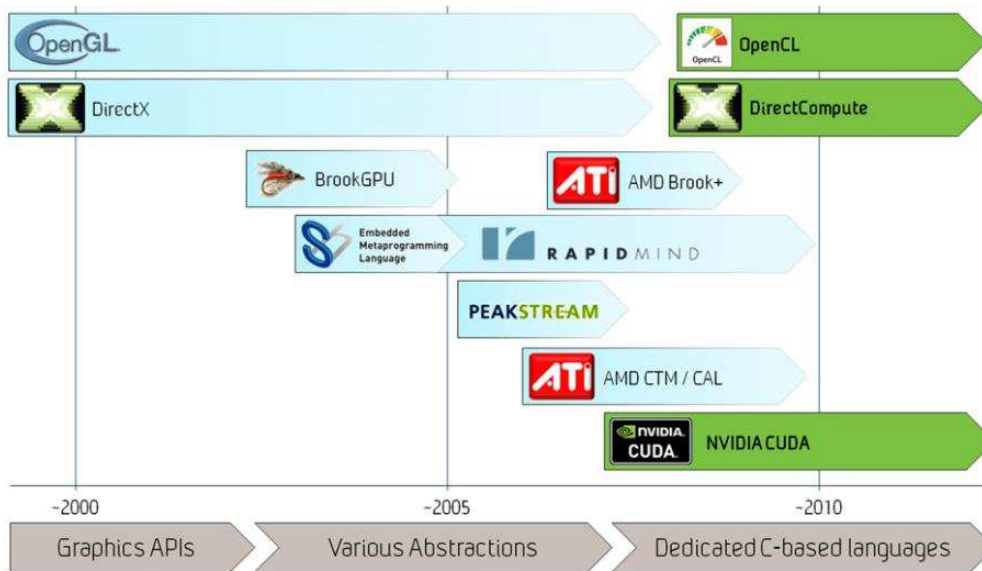 OpenGL
OpenCL
OpenCL
DirectX
DirectCompute
BrookGPU
ATI
AMD Brook+
Embedded
Metaprogramming
Language
RAPIDMIND
PEAKSTREAM
ATI
AMD CTM / CAL
NVIDIA.
CUDA.
NVIDIA CUDA
~2000
~2005
~2010
Graphics APIs
Various Abstractions
Dedicated C-based languages